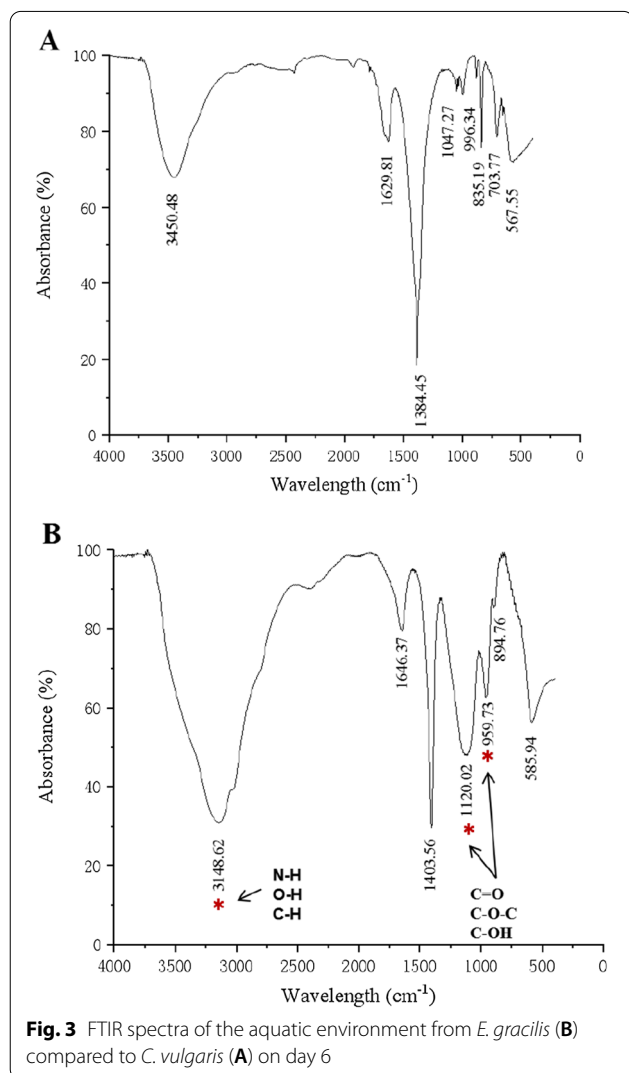 A
100
80
60
40
20
0
Absorbance (%)
3450.48
1629.81
1384.45
1047.27
996.34
835.19
703.77
567.55
4000 3500 3000 2500 2000 1500 1000 500 0
Wavelength (cm-1)
B
100
80
60
40
20
0
Absorbance (%)
3148.62
N-H
O-H
C-H
1646.37
1403.56
1120.02
959.73
894.76
585.94
C=O
C-O-C
C-OH
4000 3500 3000 2500 2000 1500 1000 500 0
Wavelength (cm-1)
Fig. 3 FTIR spectra of the aquatic environment from E. gracilis (B)
compared to C. vulgaris (A) on day 6